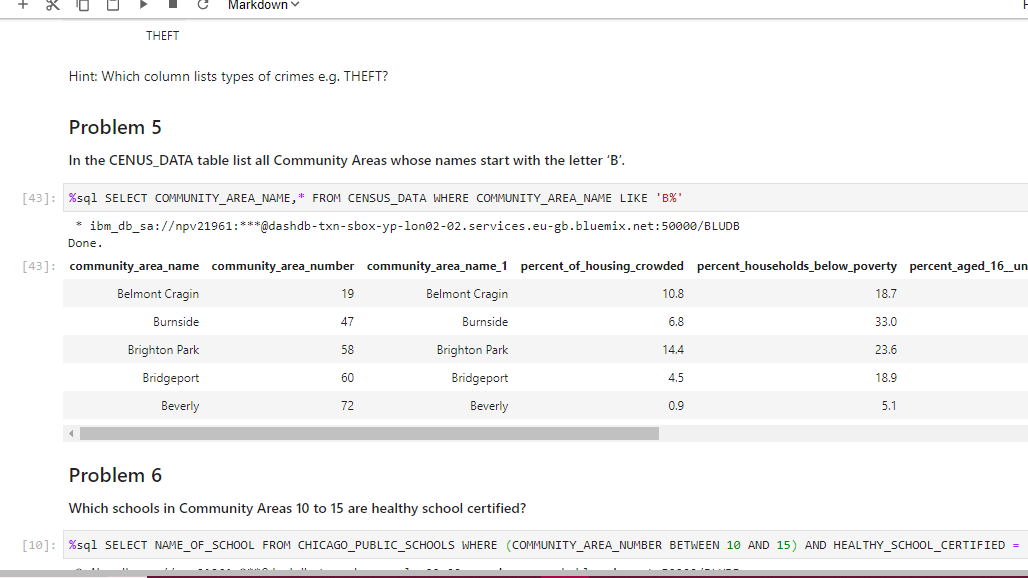 Markdown
THEFT
Hint: Which column lists types of crimes e.g. THEFT?
Problem 5
In the CENUS_DATA table list all Community Areas whose names start with the letter ‘B’.
[43]: %sql SELECT COMMUNITY_AREA_NAME,* FROM CENSUS_DATA WHERE COMMUNITY_AREA_NAME LIKE 'B%'
* ibm_db_sa://npv21961:***@dashdb-txn-sbox-yp-lon02-02.services.eu-gb.bluemix.net:50000/BLUDB
Done.
[43]: community_area_name community_area_number community_area_name_1 percent_of_housing_crowded percent_households_below_poverty percent_aged_16__un
Belmont Cragin 19 Belmont Cragin 10.8 18.7
Burnside 47 Burnside 6.8 33.0
Brighton Park 58 Brighton Park 14.4 23.6
Bridgeport 60 Bridgeport 4.5 18.9
Beverly 72 Beverly 0.9 5.1
Problem 6
Which schools in Community Areas 10 to 15 are healthy school certified?
[10]: %sql SELECT NAME_OF_SCHOOL FROM CHICAGO_PUBLIC_SCHOOLS WHERE (COMMUNITY_AREA_NUMBER BETWEEN 10 AND 15) AND HEALTHY_SCHOOL_CERTIFIED =